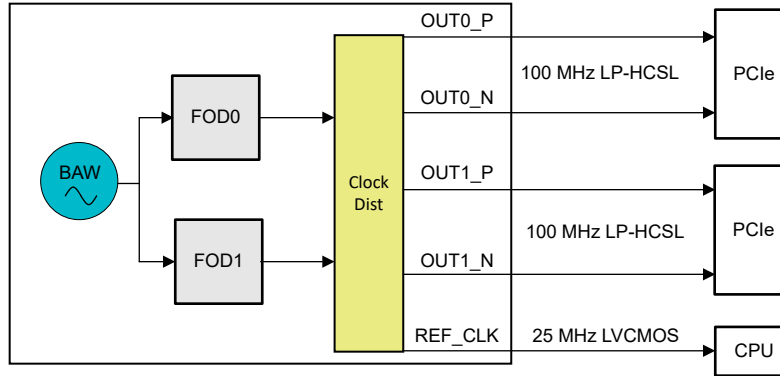 OUT0_P
100 MHz LP-HCSL
PCIe
FOD0
OUT0_N
BAW
Clock
Dist
OUT1_P
100 MHz LP-HCSL
PCIe
FOD1
OUT1_N
REF_CLK
25 MHz LVCMOS
CPU